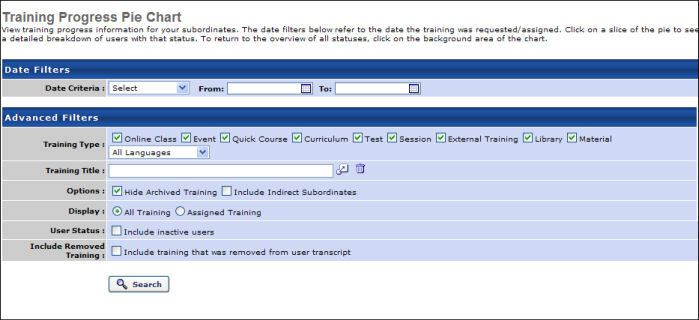 Training Progress Pie Chart
View training progress information for your subordinates. The date filters below refer to the date the training was requested/assigned. Click on a slice of the pie to see
a detailed breakdown of users with that status. To return to the overview of all statuses, click on the background area of the chart.
Date Filters
Date Criteria : Select From: To:
Advanced Filters
Training Type : Online Class Event Quick Course Curriculum Test Session External Training Library Material
All Languages
Training Title :
Options : Hide Archived Training Include Indirect Subordinates
Display : All Training Assigned Training
User Status : Include inactive users
Include Removed
Training : Include training that was removed from user transcript
Search